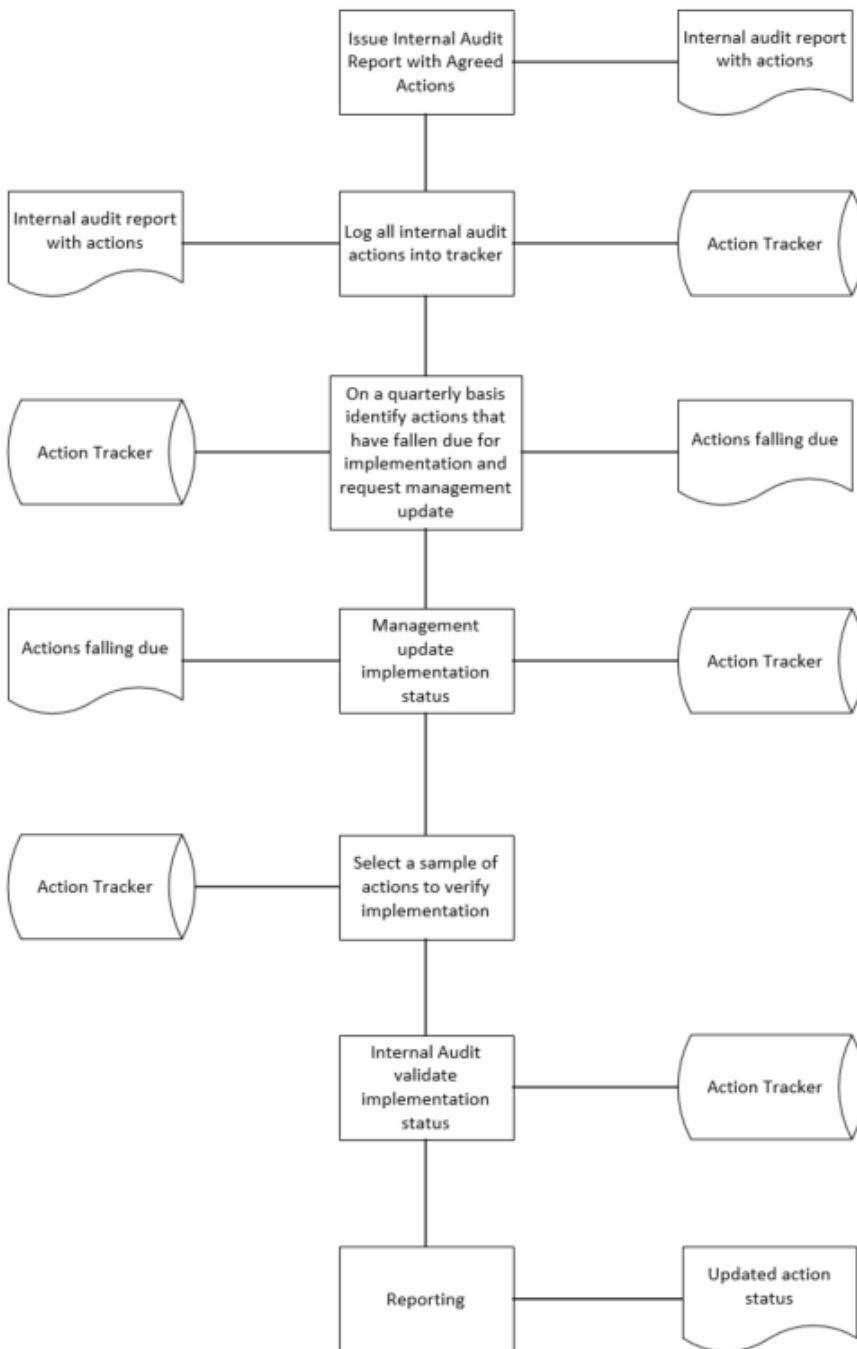 Issue Internal Audit
Report with Agreed
Actions
Internal audit report
with actions
Internal audit report
with actions
Log all internal audit
actions into tracker
Action Tracker
Action Tracker
On a quarterly basis
identify actions that
have fallen due for
implementation and
request management
update
Actions falling due
Actions falling due
Management
update
implementation
status
Action Tracker
Action Tracker
Select a sample of
actions to verify
implementation
Internal Audit
validate
implementation
status
Action Tracker
Reporting
Updated action
status